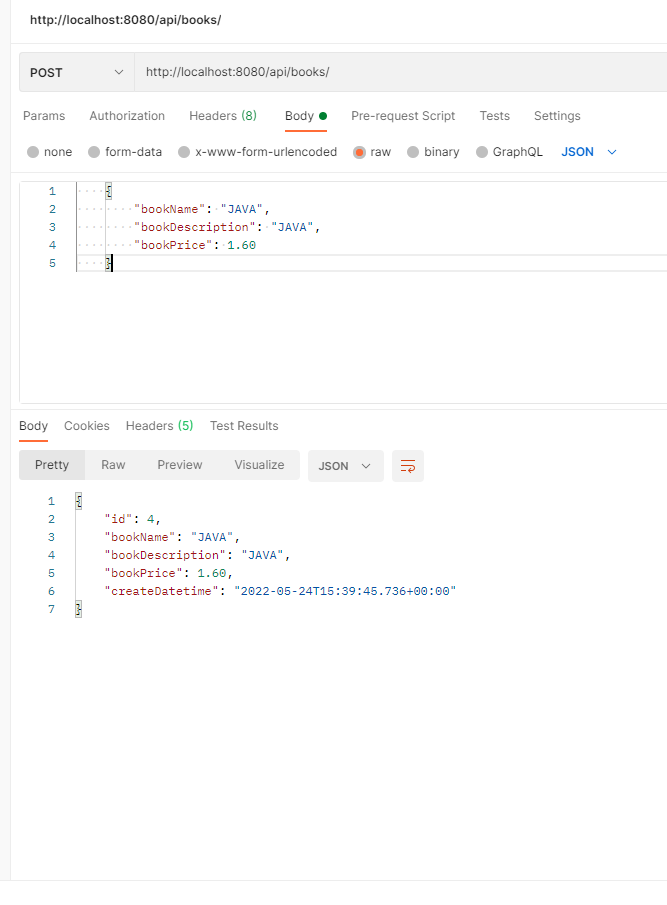 http://localhost:8080/api/books/
POST http://localhost:8080/api/books/
Params Authorization Headers (8) Body Pre-request Script Tests Settings
none form-data x-www-form-urlencoded raw binary GraphQL JSON
1 {
2 "bookName": "JAVA",
3 "bookDescription": "JAVA",
4 "bookPrice": 1.60
5 }
Body Cookies Headers (5) Test Results
Pretty Raw Preview Visualize JSON
1 {
2 "id": 4,
3 "bookName": "JAVA",
4 "bookDescription": "JAVA",
5 "bookPrice": 1.60,
6 "createDatetime": "2022-05-24T15:39:45.736+00:00"
7 }